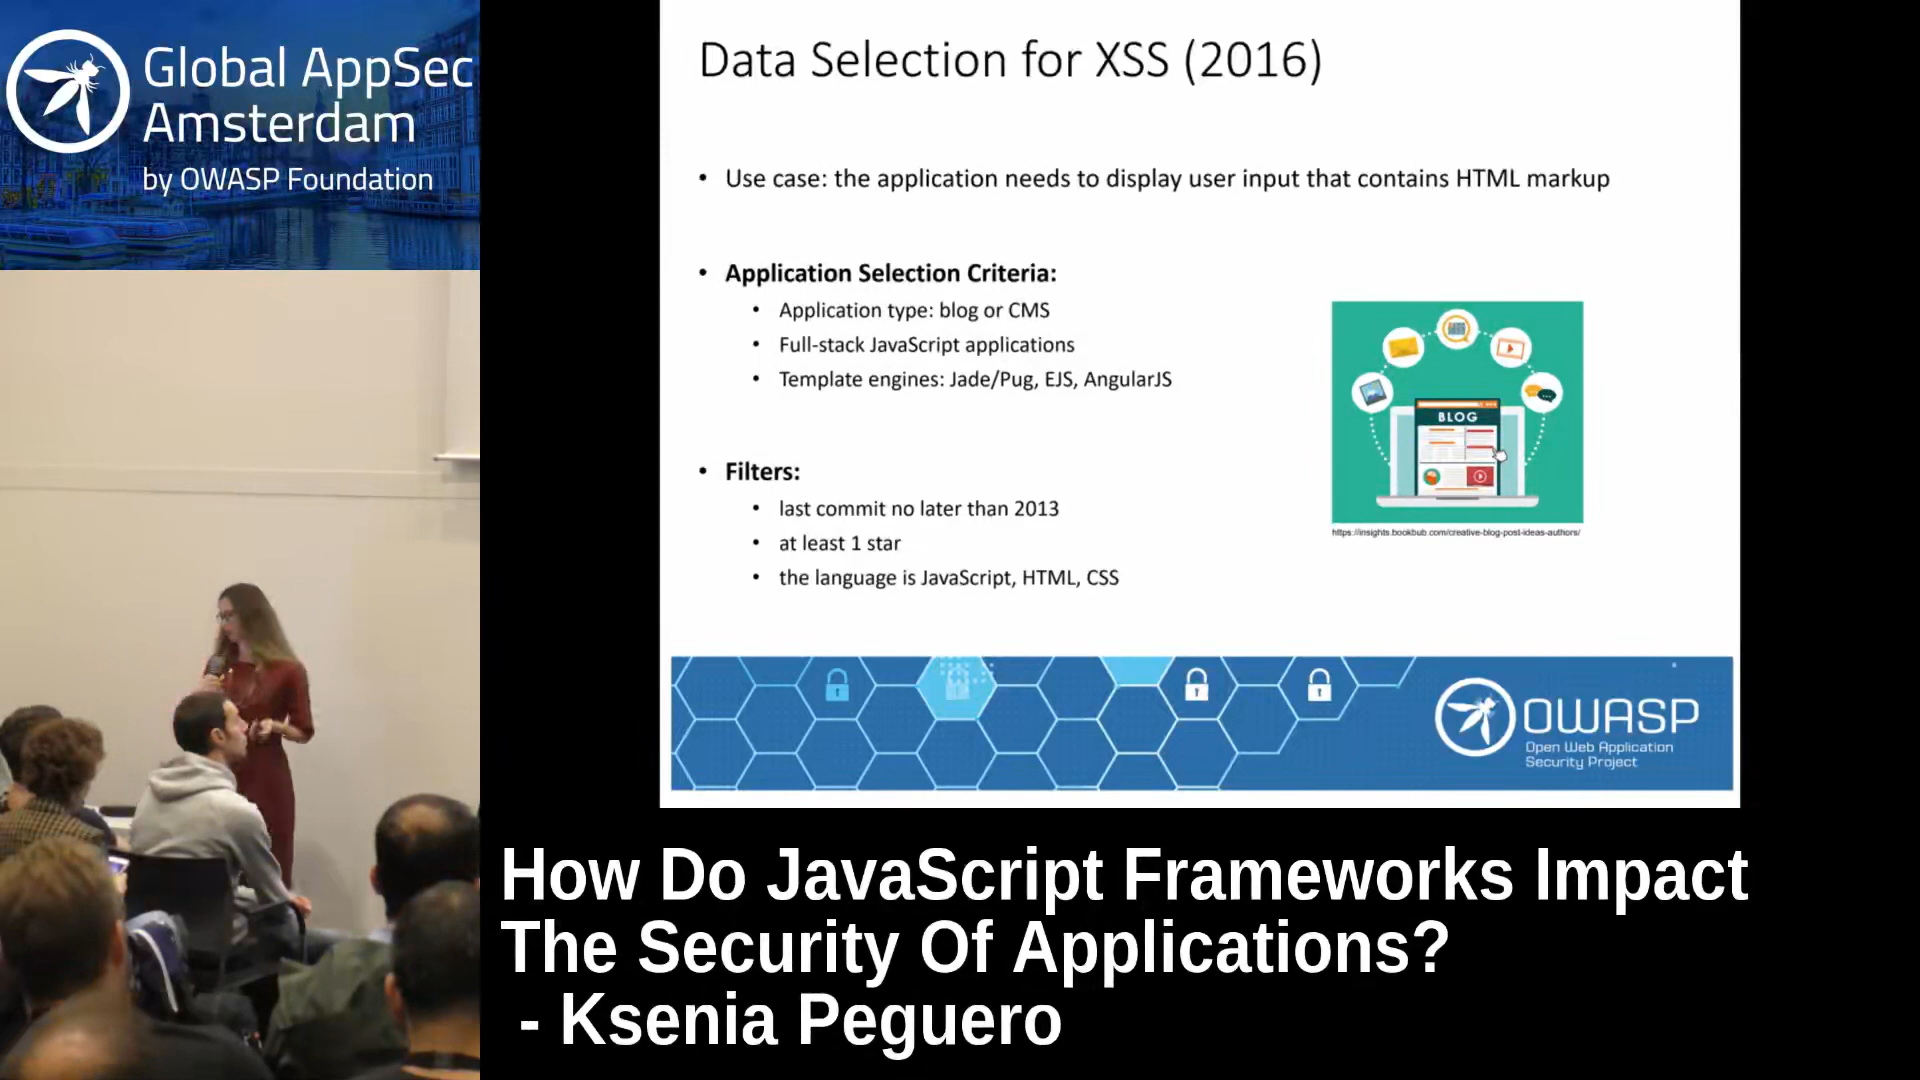 Global AppSec
Amsterdam
by OWASP Foundation
Data Selection for XSS (2016)
• Use case: the application needs to display user input that contains HTML markup
• Application Selection Criteria:
• Application type: blog or CMS
• Full-stack JavaScript applications
• Template engines: Jade/Pug, EJS, AngularJS
BLOG
• Filters:
• last commit no later than 2013
https://insights.bookbub.com/creative-blog-post-ideas-authors/
• at least 1 star
• the language is JavaScript, HTML, CSS
OWASP
Open Web Application
Security Project
How Do JavaScript Frameworks Impact
The Security Of Applications?
- Ksenia Peguero